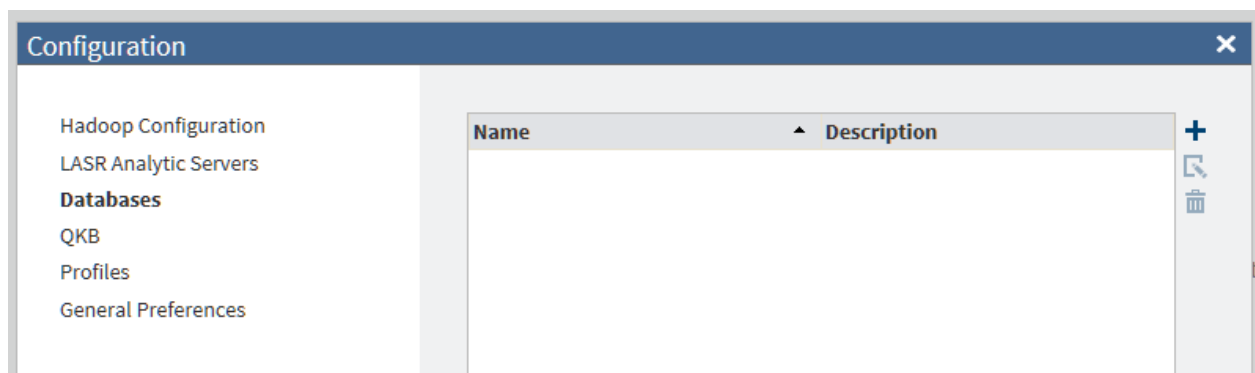 Configuration
Hadoop Configuration
LASR Analytic Servers
Databases
QKB
Profiles
General Preferences
Name Description